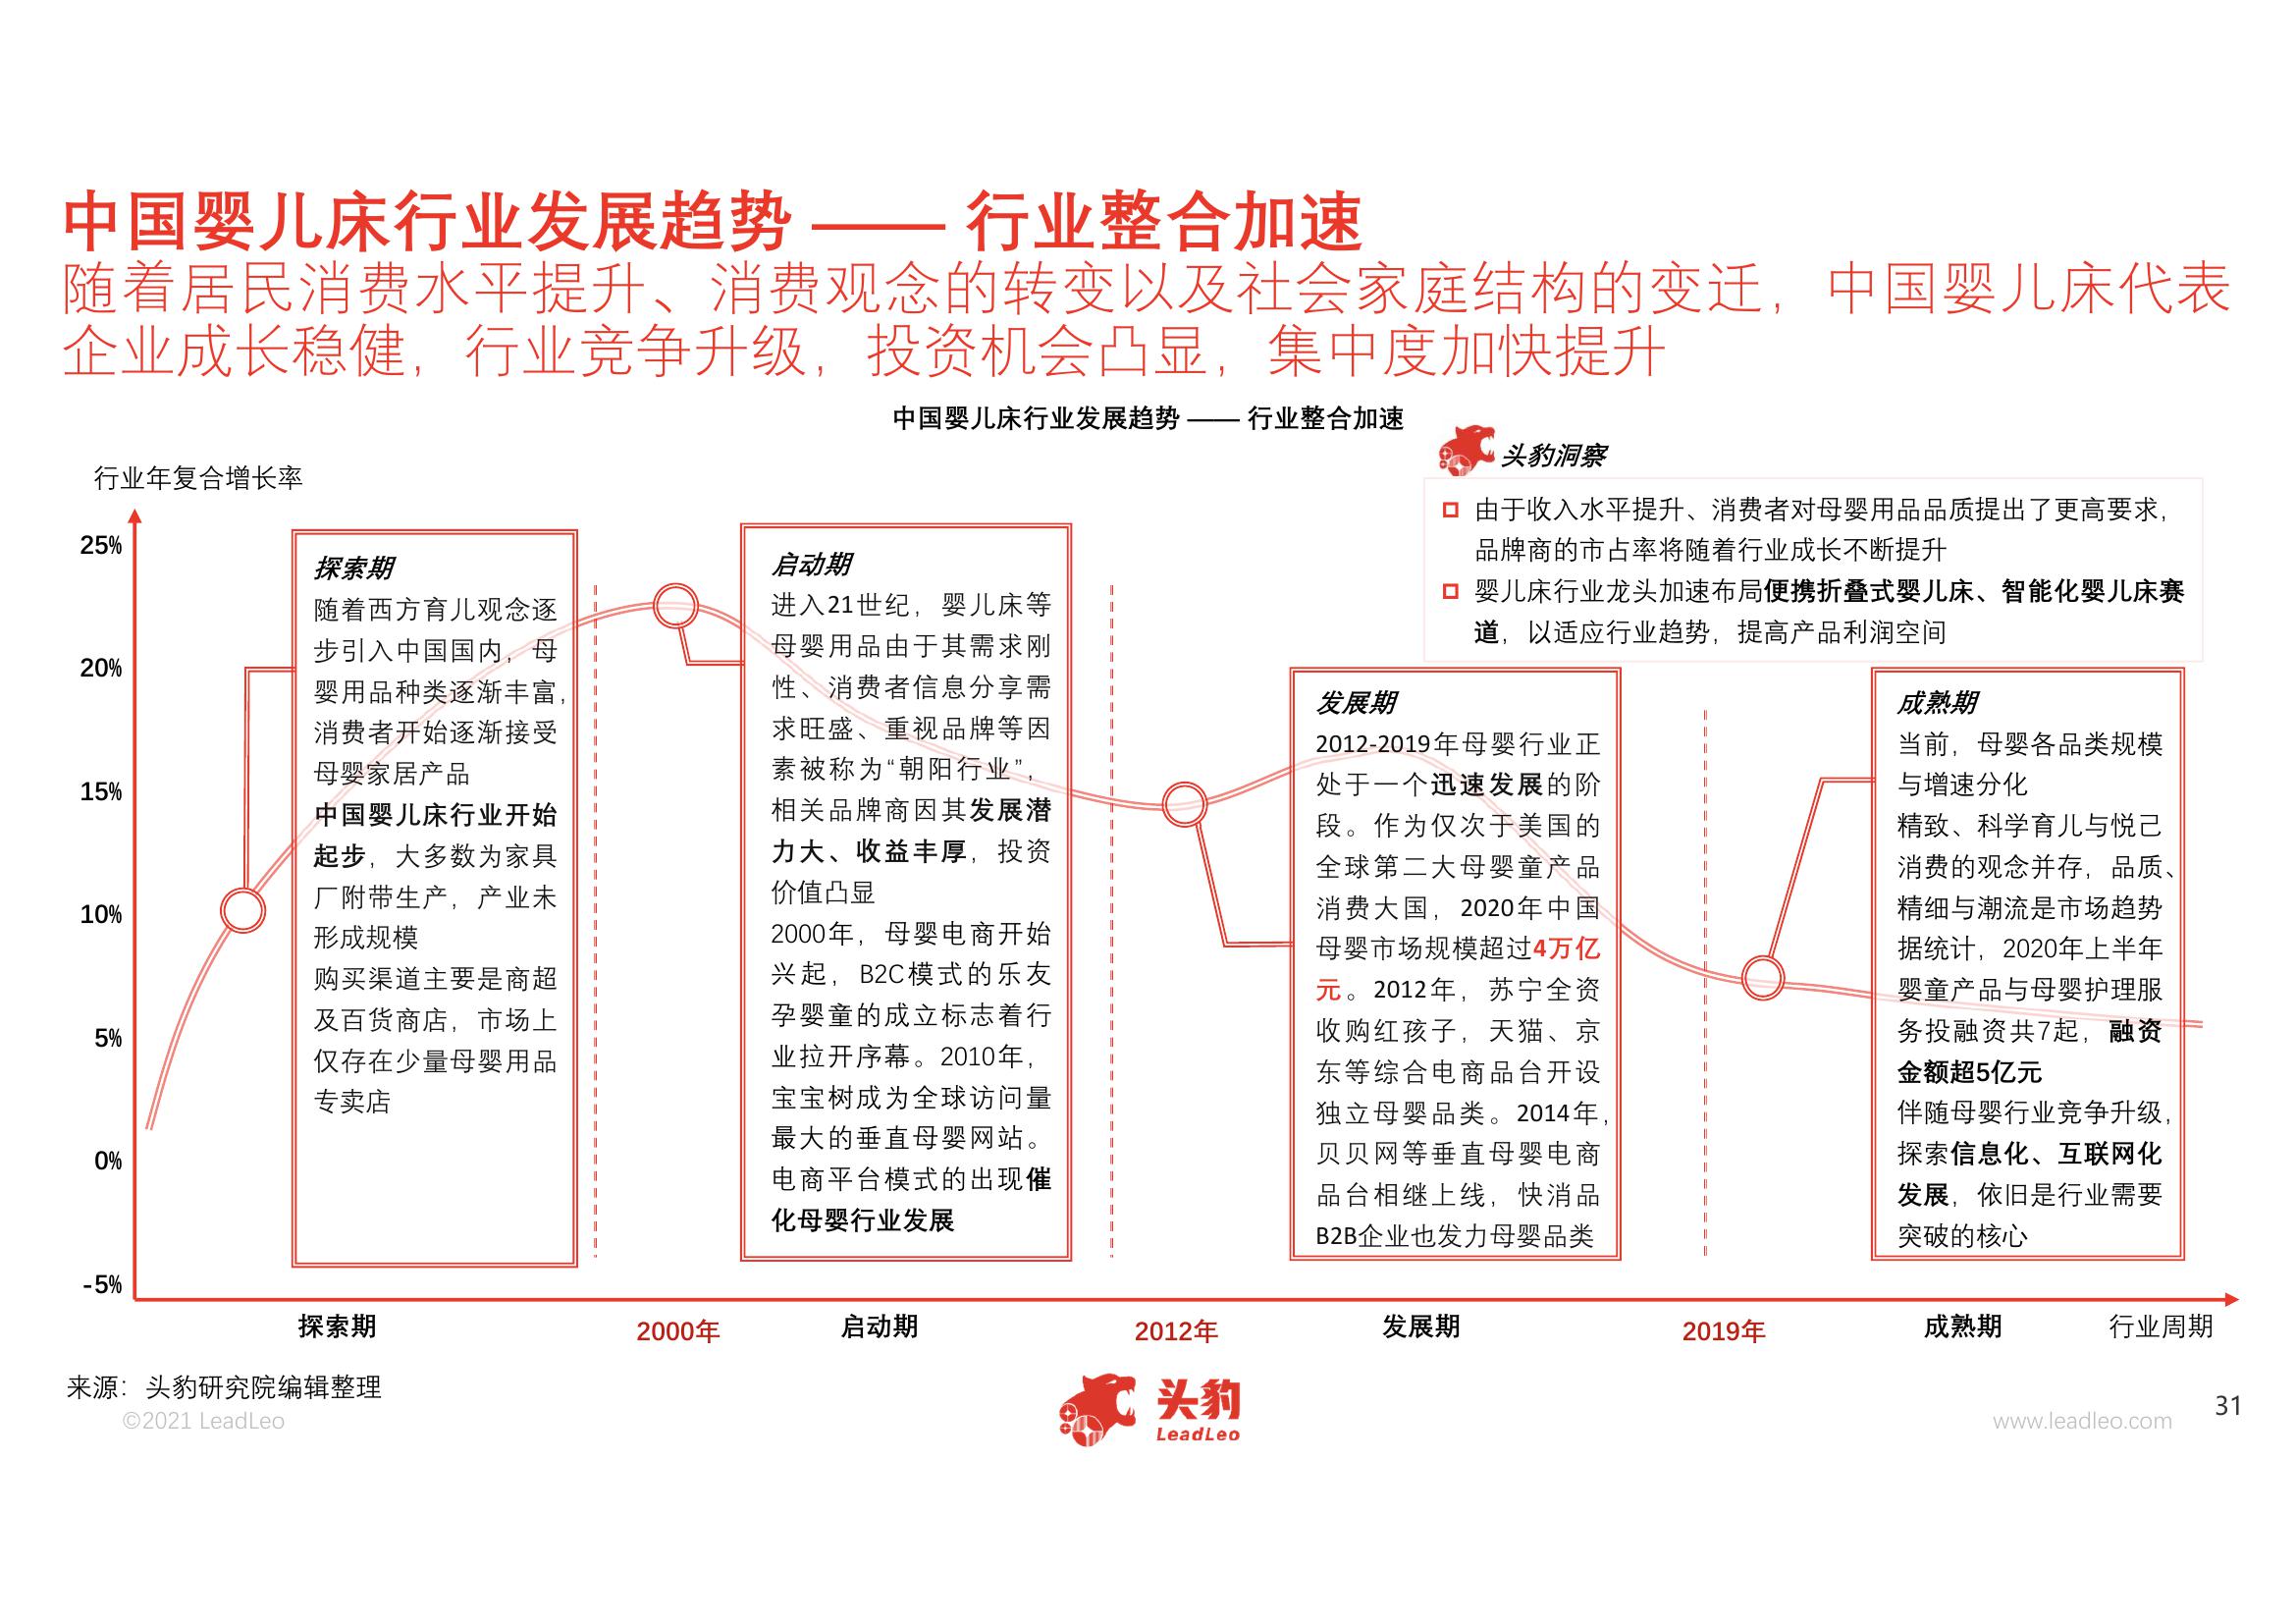 中国婴儿床行业发展趋势 —— 行业整合加速
随着居民消费水平提升、消费观念的转变以及社会家庭结构的变迁，中国婴儿床代表
企业成长稳健，行业竞争升级，投资机会凸显，集中度加快提升
中国婴儿床行业发展趋势 —— 行业整合加速
头豹洞察
由于收入水平提升、消费者对母婴用品品质提出了更高要求，
品牌商的市占率将随着行业成长不断提升
婴儿床行业龙头加速布局便携折叠式婴儿床、智能化婴儿床赛
道，以适应行业趋势，提高产品利润空间
行业年复合增长率
25%
20%
15%
10%
5%
0%
-5%
探索期
随着西方育儿观念逐
步引入中国国内，母
婴用品种类逐渐丰富，
消费者开始逐渐接受
母婴家居产品
中国婴儿床行业开始
起步，大多数为家具
厂附带生产，产业未
形成规模
购买渠道主要是商超
及百货商店，市场上
仅存在少量母婴用品
专卖店
启动期
进入21世纪，婴儿床等
母婴用品由于其需求刚
性、消费者信息分享需
求旺盛、重视品牌等因
素被称为“朝阳行业”，
相关品牌商因其发展潜
力大、收益丰厚，投资
价值凸显
2000年，母婴电商开始
兴起，B2C模式的乐友
孕婴童的成立标志着行
业拉开序幕。2010年，
宝宝树成为全球访问量
最大的垂直母婴网站。
电商平台模式的出现催
化母婴行业发展
发展期
2012-2019年母婴行业正
处于一个迅速发展的阶
段。作为仅次于美国的
全球第二大母婴童产品
消费大国，2020年中国
母婴市场规模超过4万亿
元。2012年，苏宁全资
收购红孩子，天猫、京
东等综合电商品台开设
独立母婴品类。2014年，
贝贝网等垂直母婴电商
品台相继上线，快消品
B2B企业也发力母婴品类
成熟期
当前，母婴各品类规模
与增速分化
精致、科学育儿与悦己
消费的观念并存，品质、
精细与潮流是市场趋势
据统计，2020年上半年
婴童产品与母婴护理服
务投融资共7起，融资
金额超5亿元
伴随母婴行业竞争升级，
探索信息化、互联网化
发展，依旧是行业需要
突破的核心
探索期 2000年 启动期 2012年 发展期 2019年 成熟期 行业周期
来源：头豹研究院编辑整理
©2021 LeadLeo
头豹
LeadLeo
www.leadleo.com
31